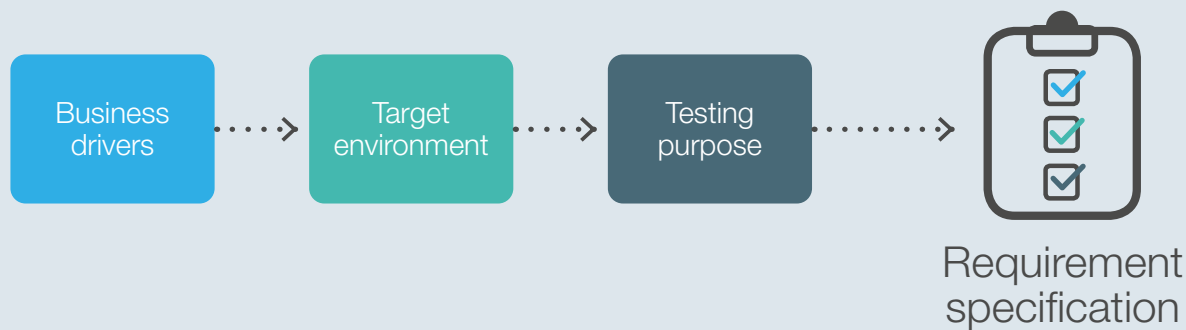 Business
drivers
Target
environment
Testing
purpose
Requirement
specification